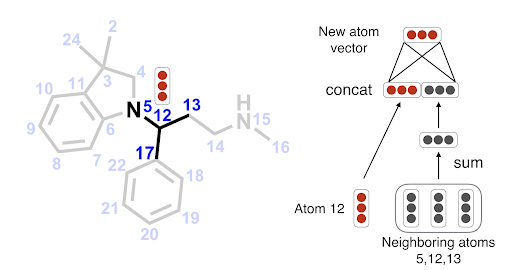 2
24
4
3
11
10
N
5
13
H
N
15
12
9
6
14
16
8
7
17
22
18
21
19
20
New atom
vector
concat
sum
Atom 12
Neighboring atoms
5,12,13